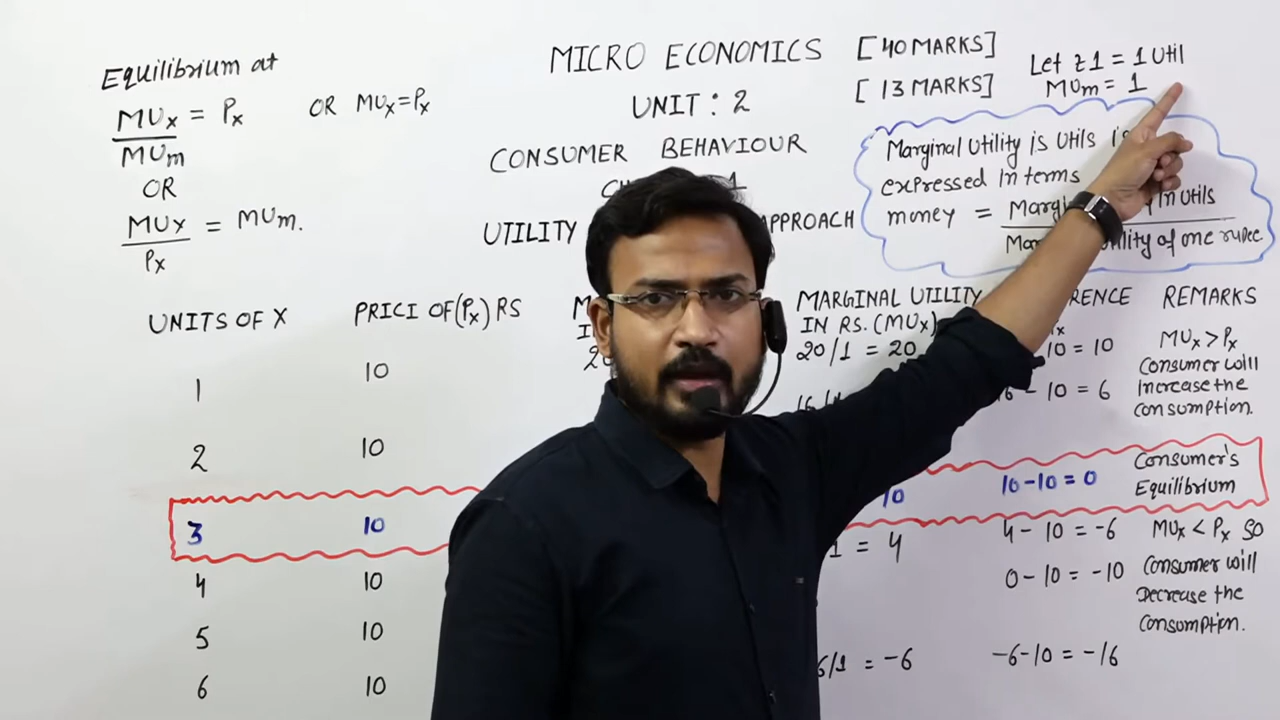 Equilibrium at
MUx / MUm = Px OR MUx = Px
OR
MUx / Px = MUm.
MICRO ECONOMICS [40 MARKS]
UNIT : 2 [13 MARKS]
CONSUMER BEHAVIOUR
1
UTILITY APPROACH
Let ₹1 = 1 Util
MUm = 1
Marginal Utility is Utils
expressed in terms
money = In Utils
of one rupee
UNITS OF X PRICI OF(Px) RS MARGINAL UTILITY REMARKS
IN RS. (MUx)
1 10 20/1 = 20 10 = 10 MUx > Px
Consumer will
Increase the
consumption.
2 10 - 10 = 6
3 10 10 10 - 10 = 0 Consumer's
Equilibrium
4 10 1 = 4 4 - 10 = -6 MUx < Px so
5 10 0 - 10 = -10 Consumer will
Decrease the
consumption.
6 10 6/1 = -6 -6 - 10 = -16